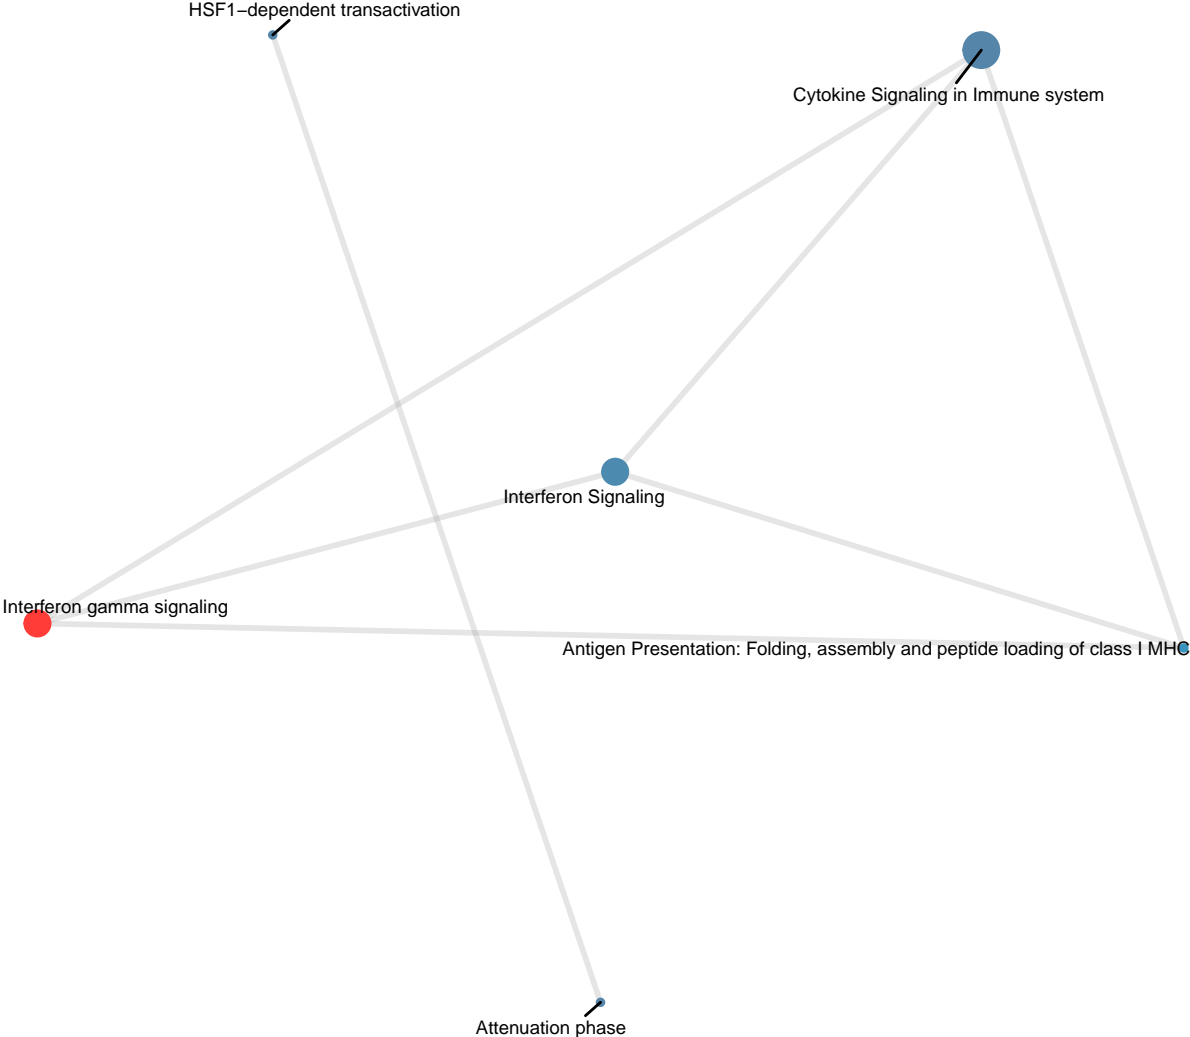 HSF1−dependent transactivation
Cytokine Signaling in Immune system
Interferon Signaling
Interferon gamma signaling
Antigen Presentation: Folding, assembly and peptide loading of class I MHC
Attenuation phase